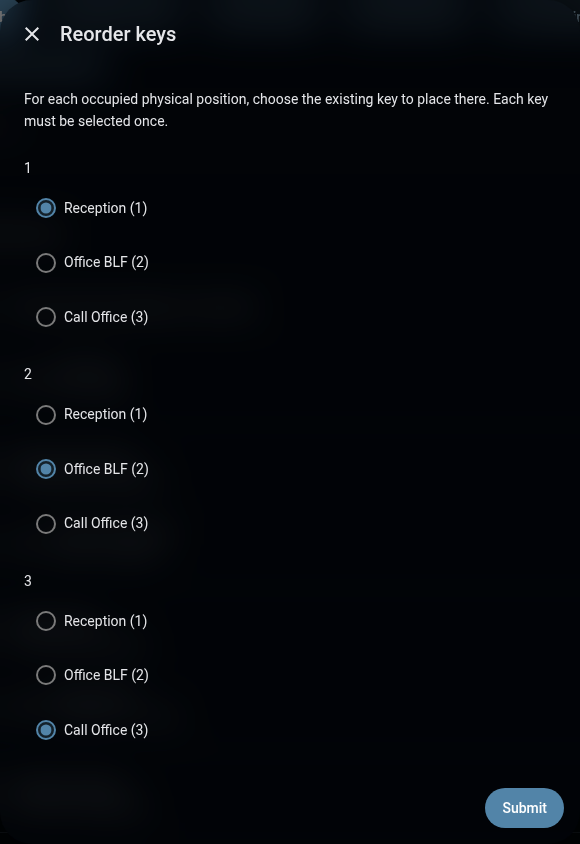 Reorder keys
For each occupied physical position, choose the existing key to place there. Each key
must be selected once.
1
Reception (1)
Office BLF (2)
Call Office (3)
2
Reception (1)
Office BLF (2)
Call Office (3)
3
Reception (1)
Office BLF (2)
Call Office (3)
Submit